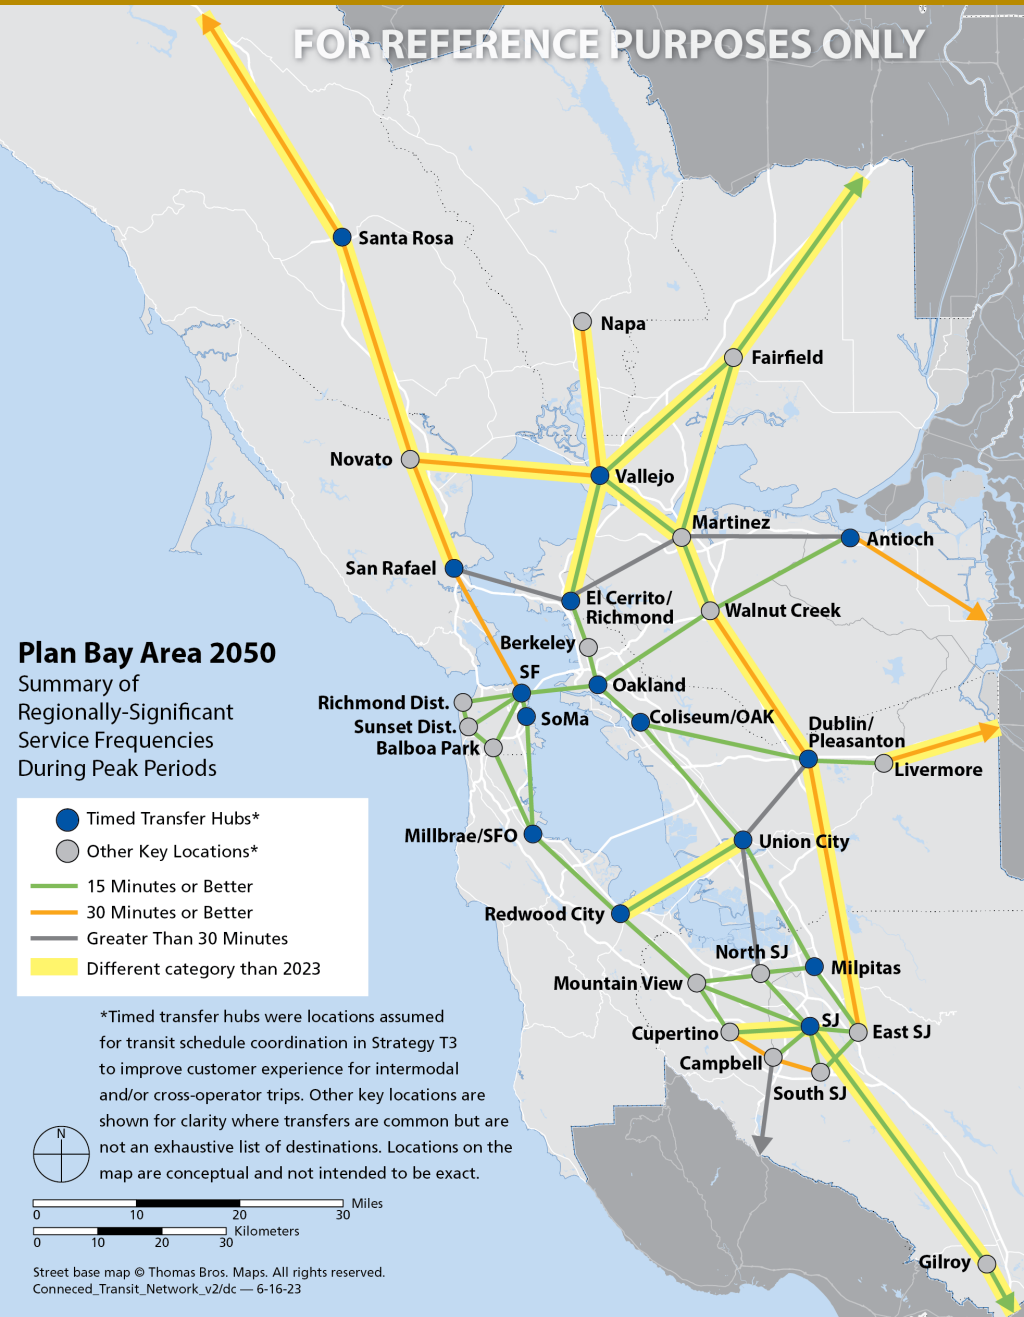 FOR REFERENCE PURPOSES ONLY
Santa Rosa
Napa
Fairfield
Novato
Vallejo
Martinez
Antioch
San Rafael
El Cerrito/
Richmond
Walnut Creek
Berkeley
Plan Bay Area 2050
Summary of
Regionally-Significant
Service Frequencies
During Peak Periods
SF
Oakland
Richmond Dist.
SoMa
Coliseum/OAK
Sunset Dist.
Dublin/
Pleasanton
Balboa Park
Livermore
Timed Transfer Hubs*
Other Key Locations*
15 Minutes or Better
30 Minutes or Better
Greater Than 30 Minutes
Different category than 2023
Millbrae/SFO
Union City
Redwood City
North SJ
Milpitas
Mountain View
SJ
Cupertino
East SJ
Campbell
South SJ
*Timed transfer hubs were locations assumed
for transit schedule coordination in Strategy T3
to improve customer experience for intermodal
and/or cross-operator trips. Other key locations are
shown for clarity where transfers are common but are
not an exhaustive list of destinations. Locations on the
map are conceptual and not intended to be exact.
N
Miles
0 10 20 30
Kilometers
0 10 20 30
Gilroy
Street base map © Thomas Bros. Maps. All rights reserved.
Conneced_Transit_Network_v2/dc — 6-16-23